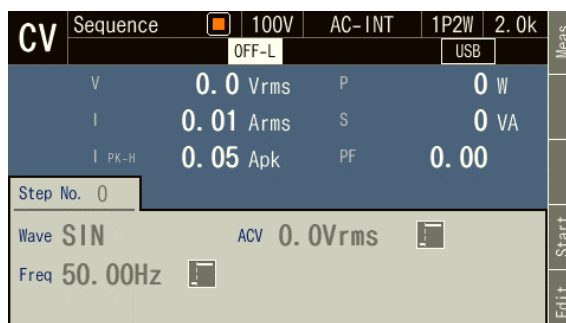 CV Sequence 100V AC-INT 1P2W 2.0k
OFF-L USB
Meas
V 0.0 Vrms P 0 W
I 0.01 Arms S 0 VA
I PK-H 0.05 Apk PF 0.00
Step No. 0
Wave SIN ACV 0.0Vrms
Freq 50.00Hz
Start
Edit